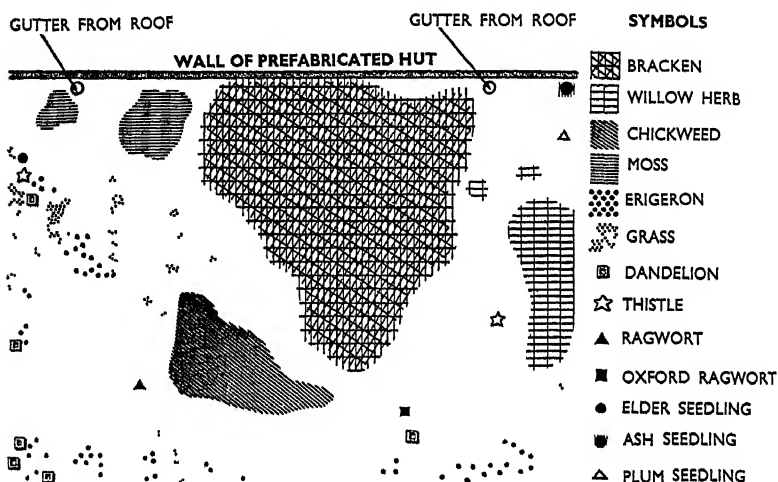 GUTTER FROM ROOF
GUTTER FROM ROOF
WALL OF PREFABRICATED HUT
SYMBOLS
BRACKEN
WILLOW HERB
CHICKWEED
MOSS
ERIGERON
GRASS
DANDELION
THISTLE
RAGWORT
OXFORD RAGWORT
ELDER SEEDLING
ASH SEEDLING
PLUM SEEDLING